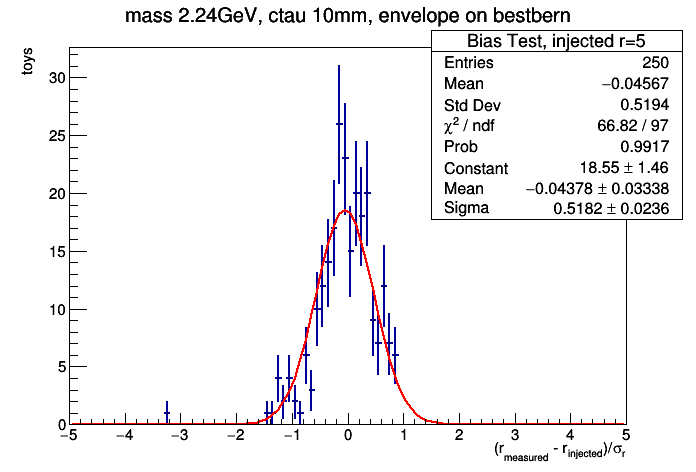 mass 2.24GeV, ctau 10mm, envelope on bestbern
toys
Bias Test, injected r=5
Entries 250
Mean −0.04567
Std Dev 0.5194
χ² / ndf 66.82 / 97
Prob 0.9917
Constant 18.55 ± 1.46
Mean −0.04378 ± 0.03338
Sigma 0.5182 ± 0.0236
30
25
20
15
10
5
0
−5 −4 −3 −2 −1 0 1 2 3 4 5
(r_measured - r_injected)/σ_r